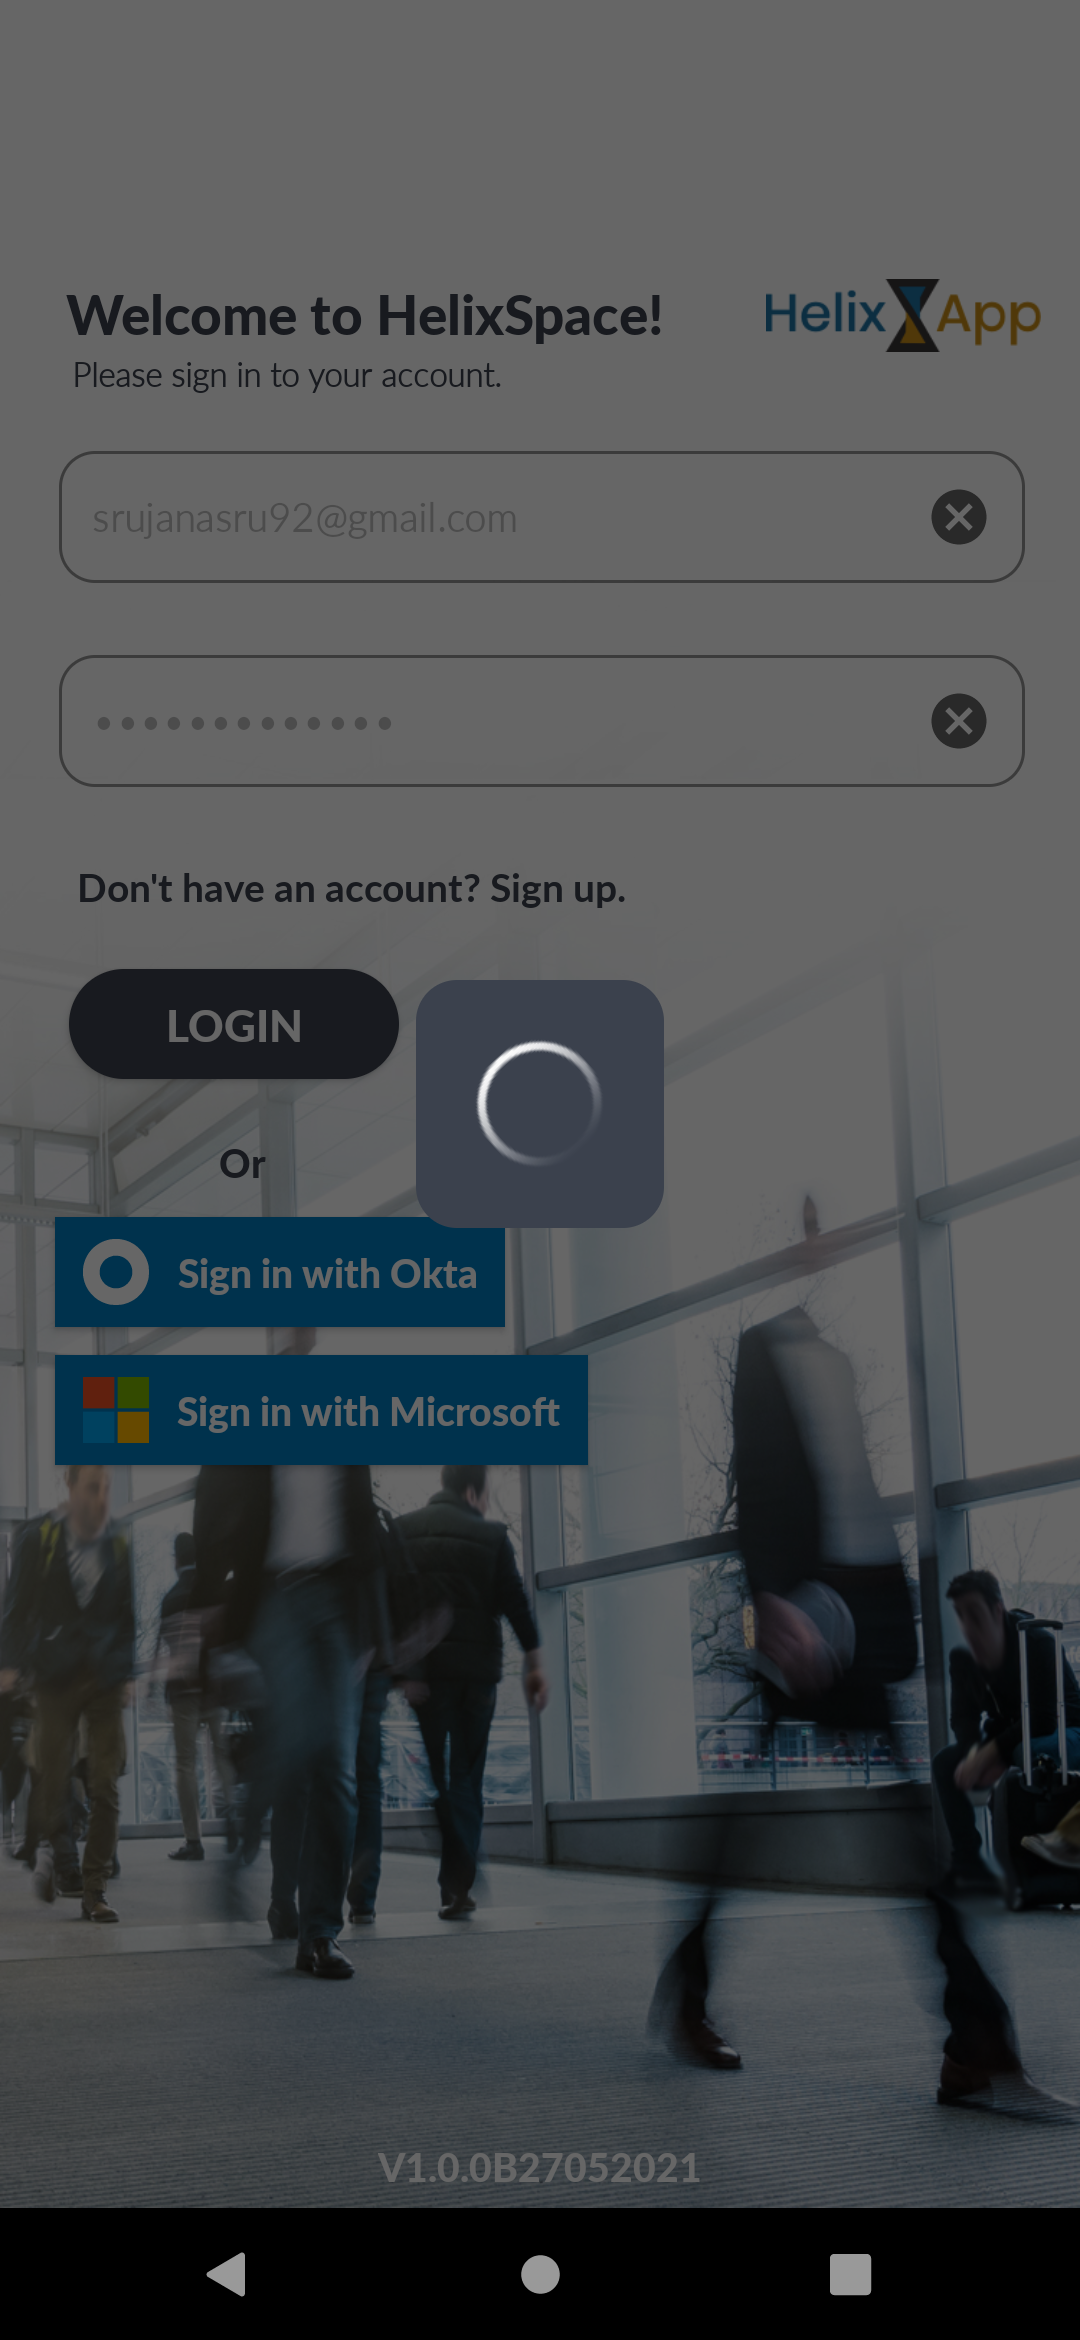 Welcome to HelixSpace!
Helix App
Please sign in to your account.
srujanasru92@gmail.com
•••••••••••••
Don't have an account? Sign up.
LOGIN
Or
Sign in with Okta
Sign in with Microsoft
V1.0.0B27052021